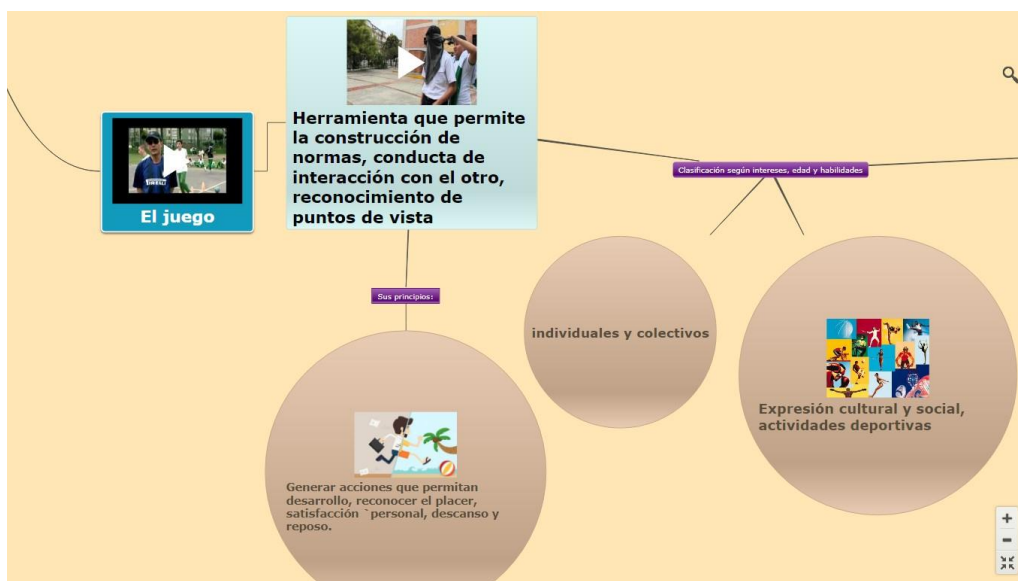 El juego
Herramienta que permite
la construcción de
normas, conducta de
interacción con el otro,
reconocimiento de
puntos de vista
Clasificación según intereses, edad y habilidades
Sus principios:
individuales y colectivos
Expresión cultural y social,
actividades deportivas
Generar acciones que permitan
desarrollo, reconocer el placer,
satisfacción `personal, descanso y
reposo.